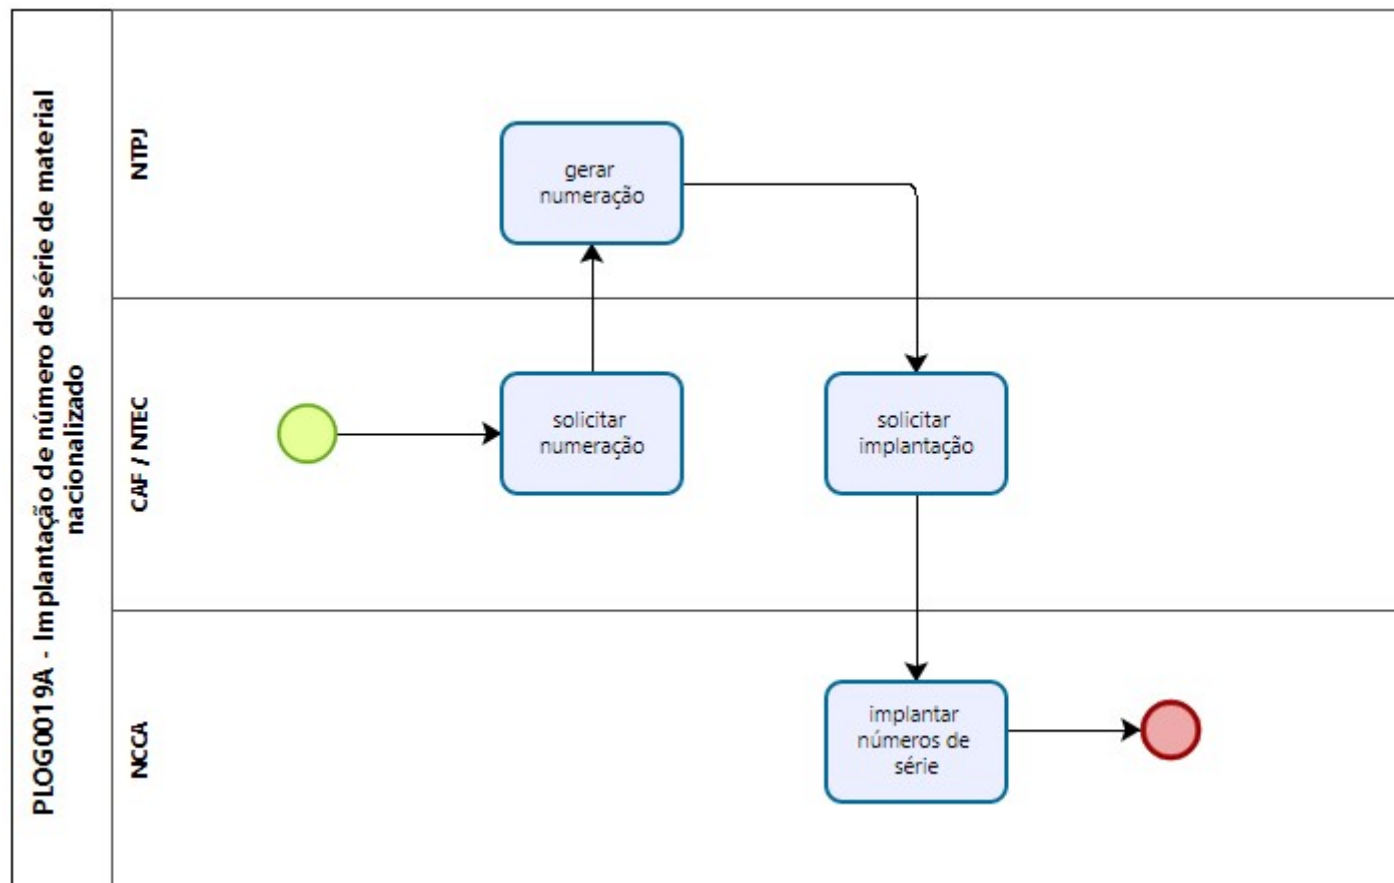 PLOG0019A - Implantação de número de série de material
nacionalizado
NTPJ
gerar
numeração
CAF / NTEC
solicitar
numeração
solicitar
implantação
NCCA
implantar
números de
série